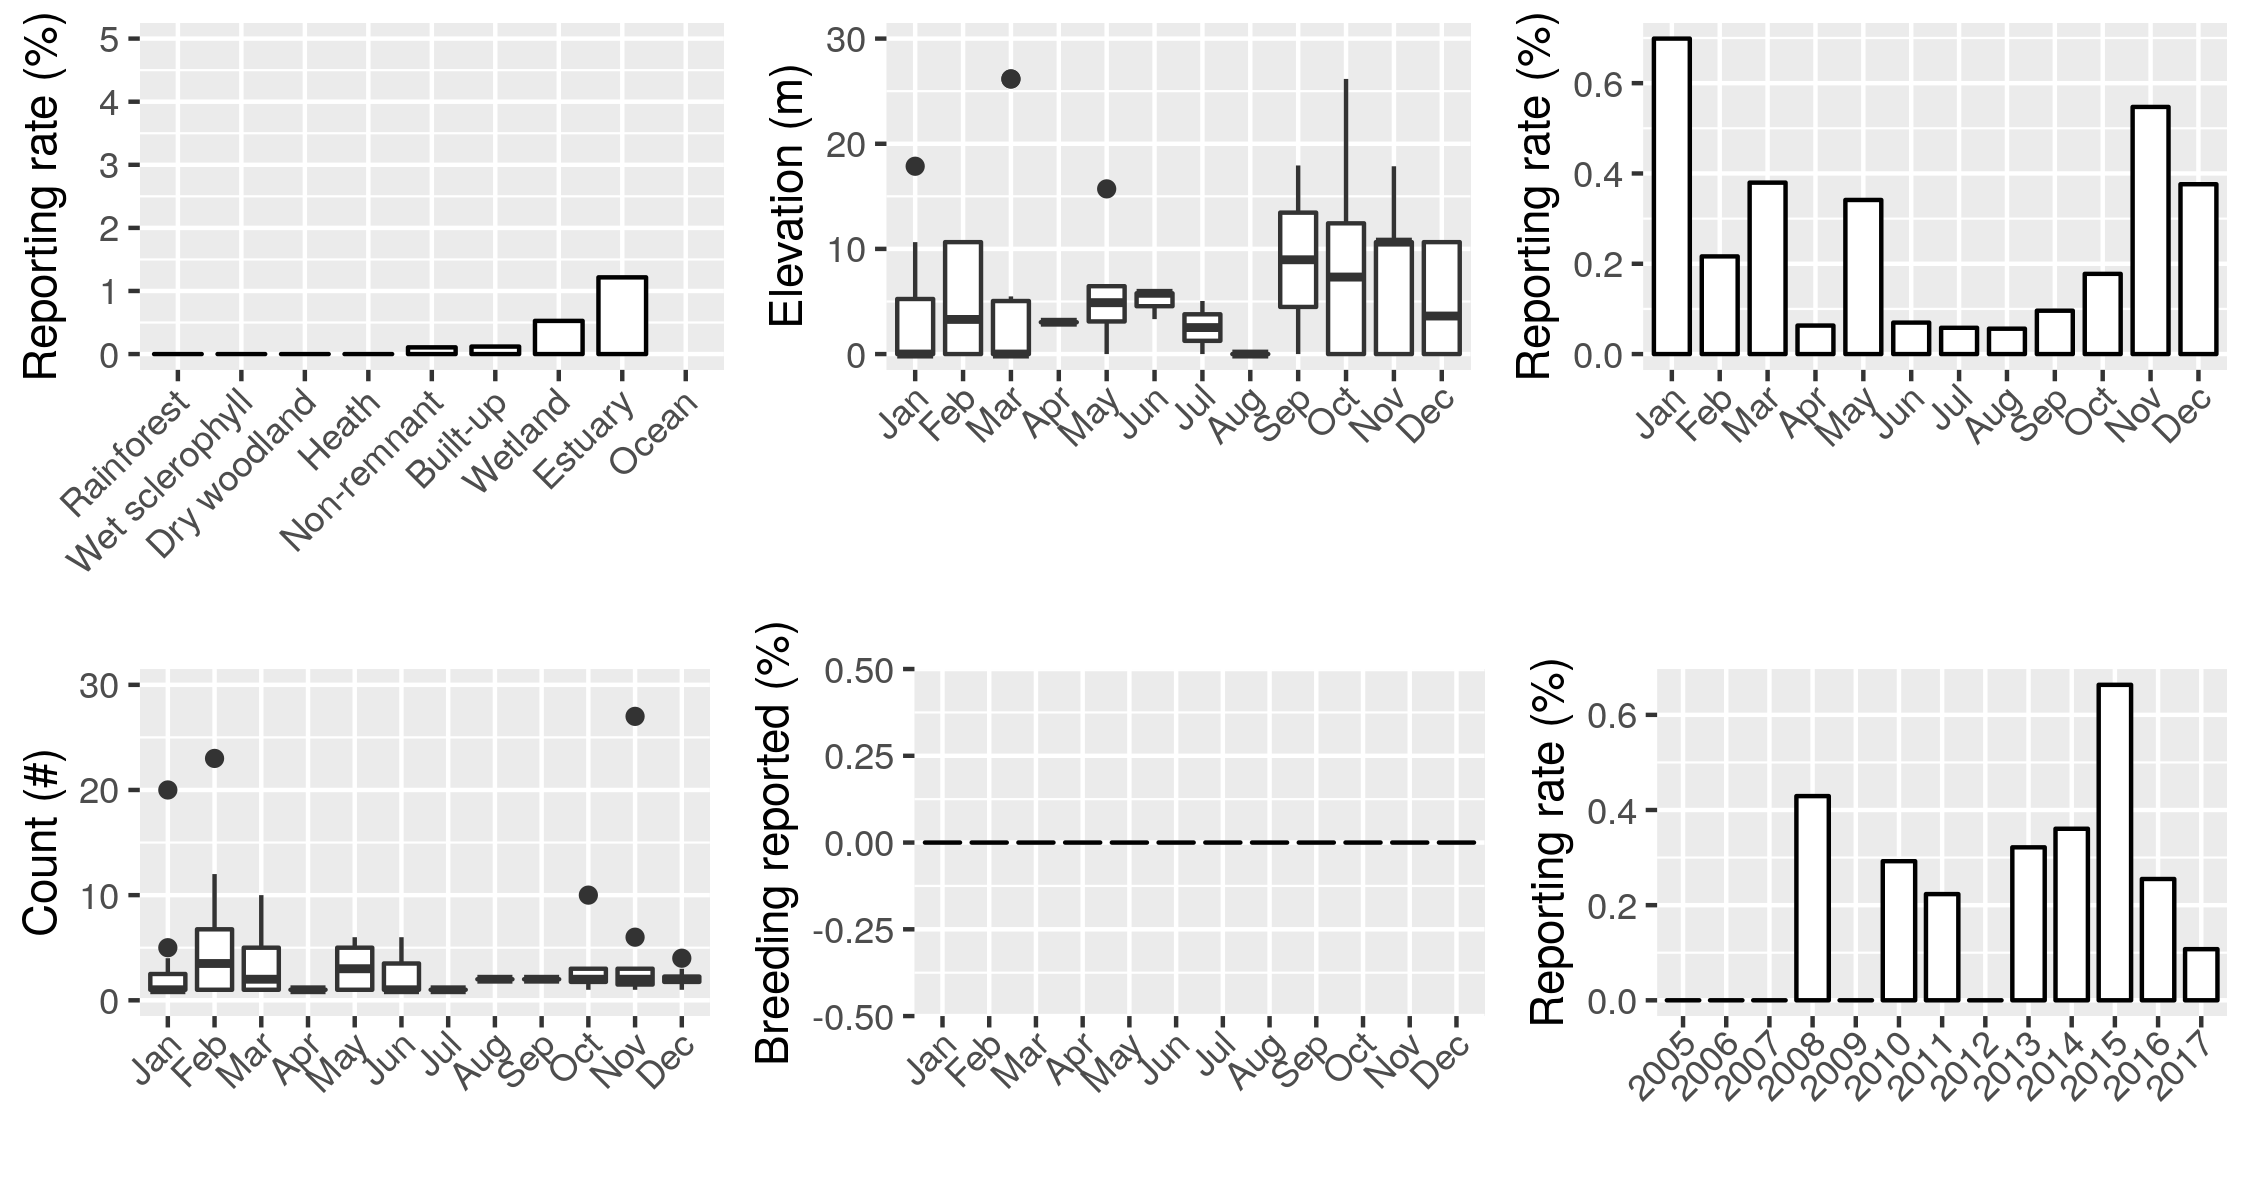 Reporting rate (%)
5
4
3
2
1
0
Rainforest
Wet sclerophyll
Dry woodland
Heath
Non-remnant
Built-up
Wetland
Estuary
Ocean
Elevation (m)
30
20
10
0
Jan
Feb
Mar
Apr
May
Jun
Jul
Aug
Sep
Oct
Nov
Dec
Reporting rate (%)
0.6
0.4
0.2
0.0
Jan
Feb
Mar
Apr
May
Jun
Jul
Aug
Sep
Oct
Nov
Dec
Count (#)
30
20
10
0
Jan
Feb
Mar
Apr
May
Jun
Jul
Aug
Sep
Oct
Nov
Dec
Breeding reported (%)
0.50
0.25
0.00
-0.25
-0.50
Jan
Feb
Mar
Apr
May
Jun
Jul
Aug
Sep
Oct
Nov
Dec
Reporting rate (%)
0.6
0.4
0.2
0.0
2005
2006
2007
2008
2009
2010
2011
2012
2013
2014
2015
2016
2017